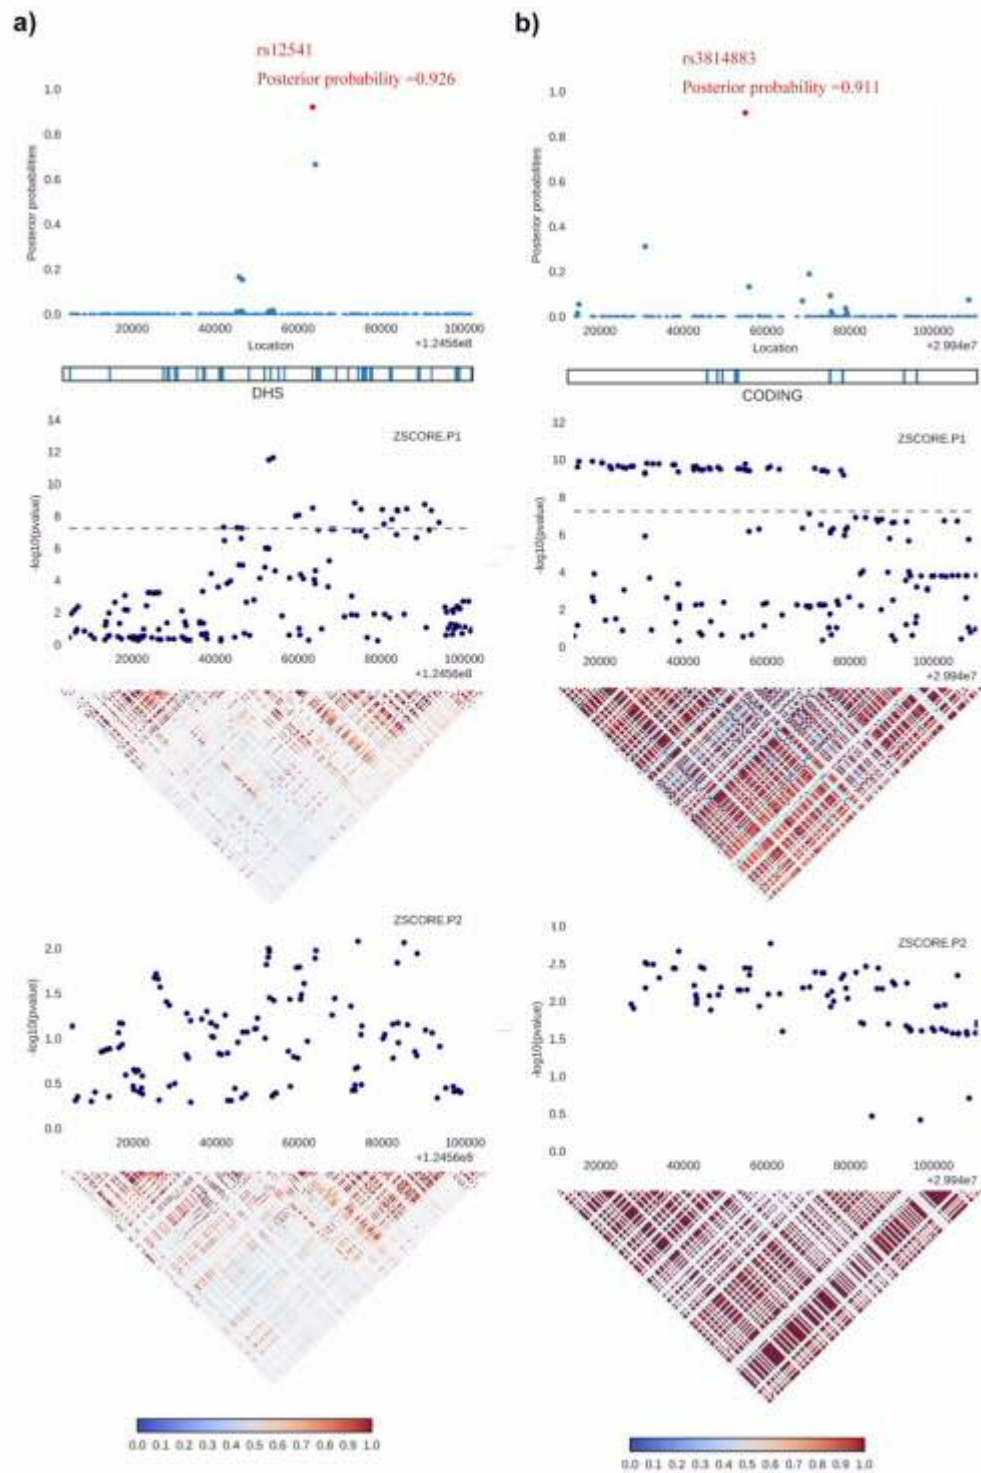 a)
rs12541
Posterior probability =0.926
Posterior probabilities
1.0
0.8
0.6
0.4
0.2
0.0
20000 40000 60000 80000 100000
Location
+1.2456e8
DHS
ZSCORE.P1
-log10(pvalue)
14
12
10
8
6
4
2
0
20000 40000 60000 80000 100000
+1.2456e8
ZSCORE.P2
-log10(pvalue)
2.0
1.5
1.0
0.5
0.0
20000 40000 60000 80000 100000
+1.2456e8
0.0 0.1 0.2 0.3 0.4 0.5 0.6 0.7 0.8 0.9 1.0
b)
rs3814883
Posterior probability =0.911
Posterior probabilities
1.0
0.8
0.6
0.4
0.2
0.0
20000 40000 60000 80000 100000
Location
+2.994e7
CODING
ZSCORE.P1
-log10(pvalue)
12
10
8
6
4
2
0
20000 40000 60000 80000 100000
+2.994e7
ZSCORE.P2
-log10(pvalue)
2.5
2.0
1.5
1.0
0.5
0.0
20000 40000 60000 80000 100000
+2.994e7
0.0 0.1 0.2 0.3 0.4 0.5 0.6 0.7 0.8 0.9 1.0